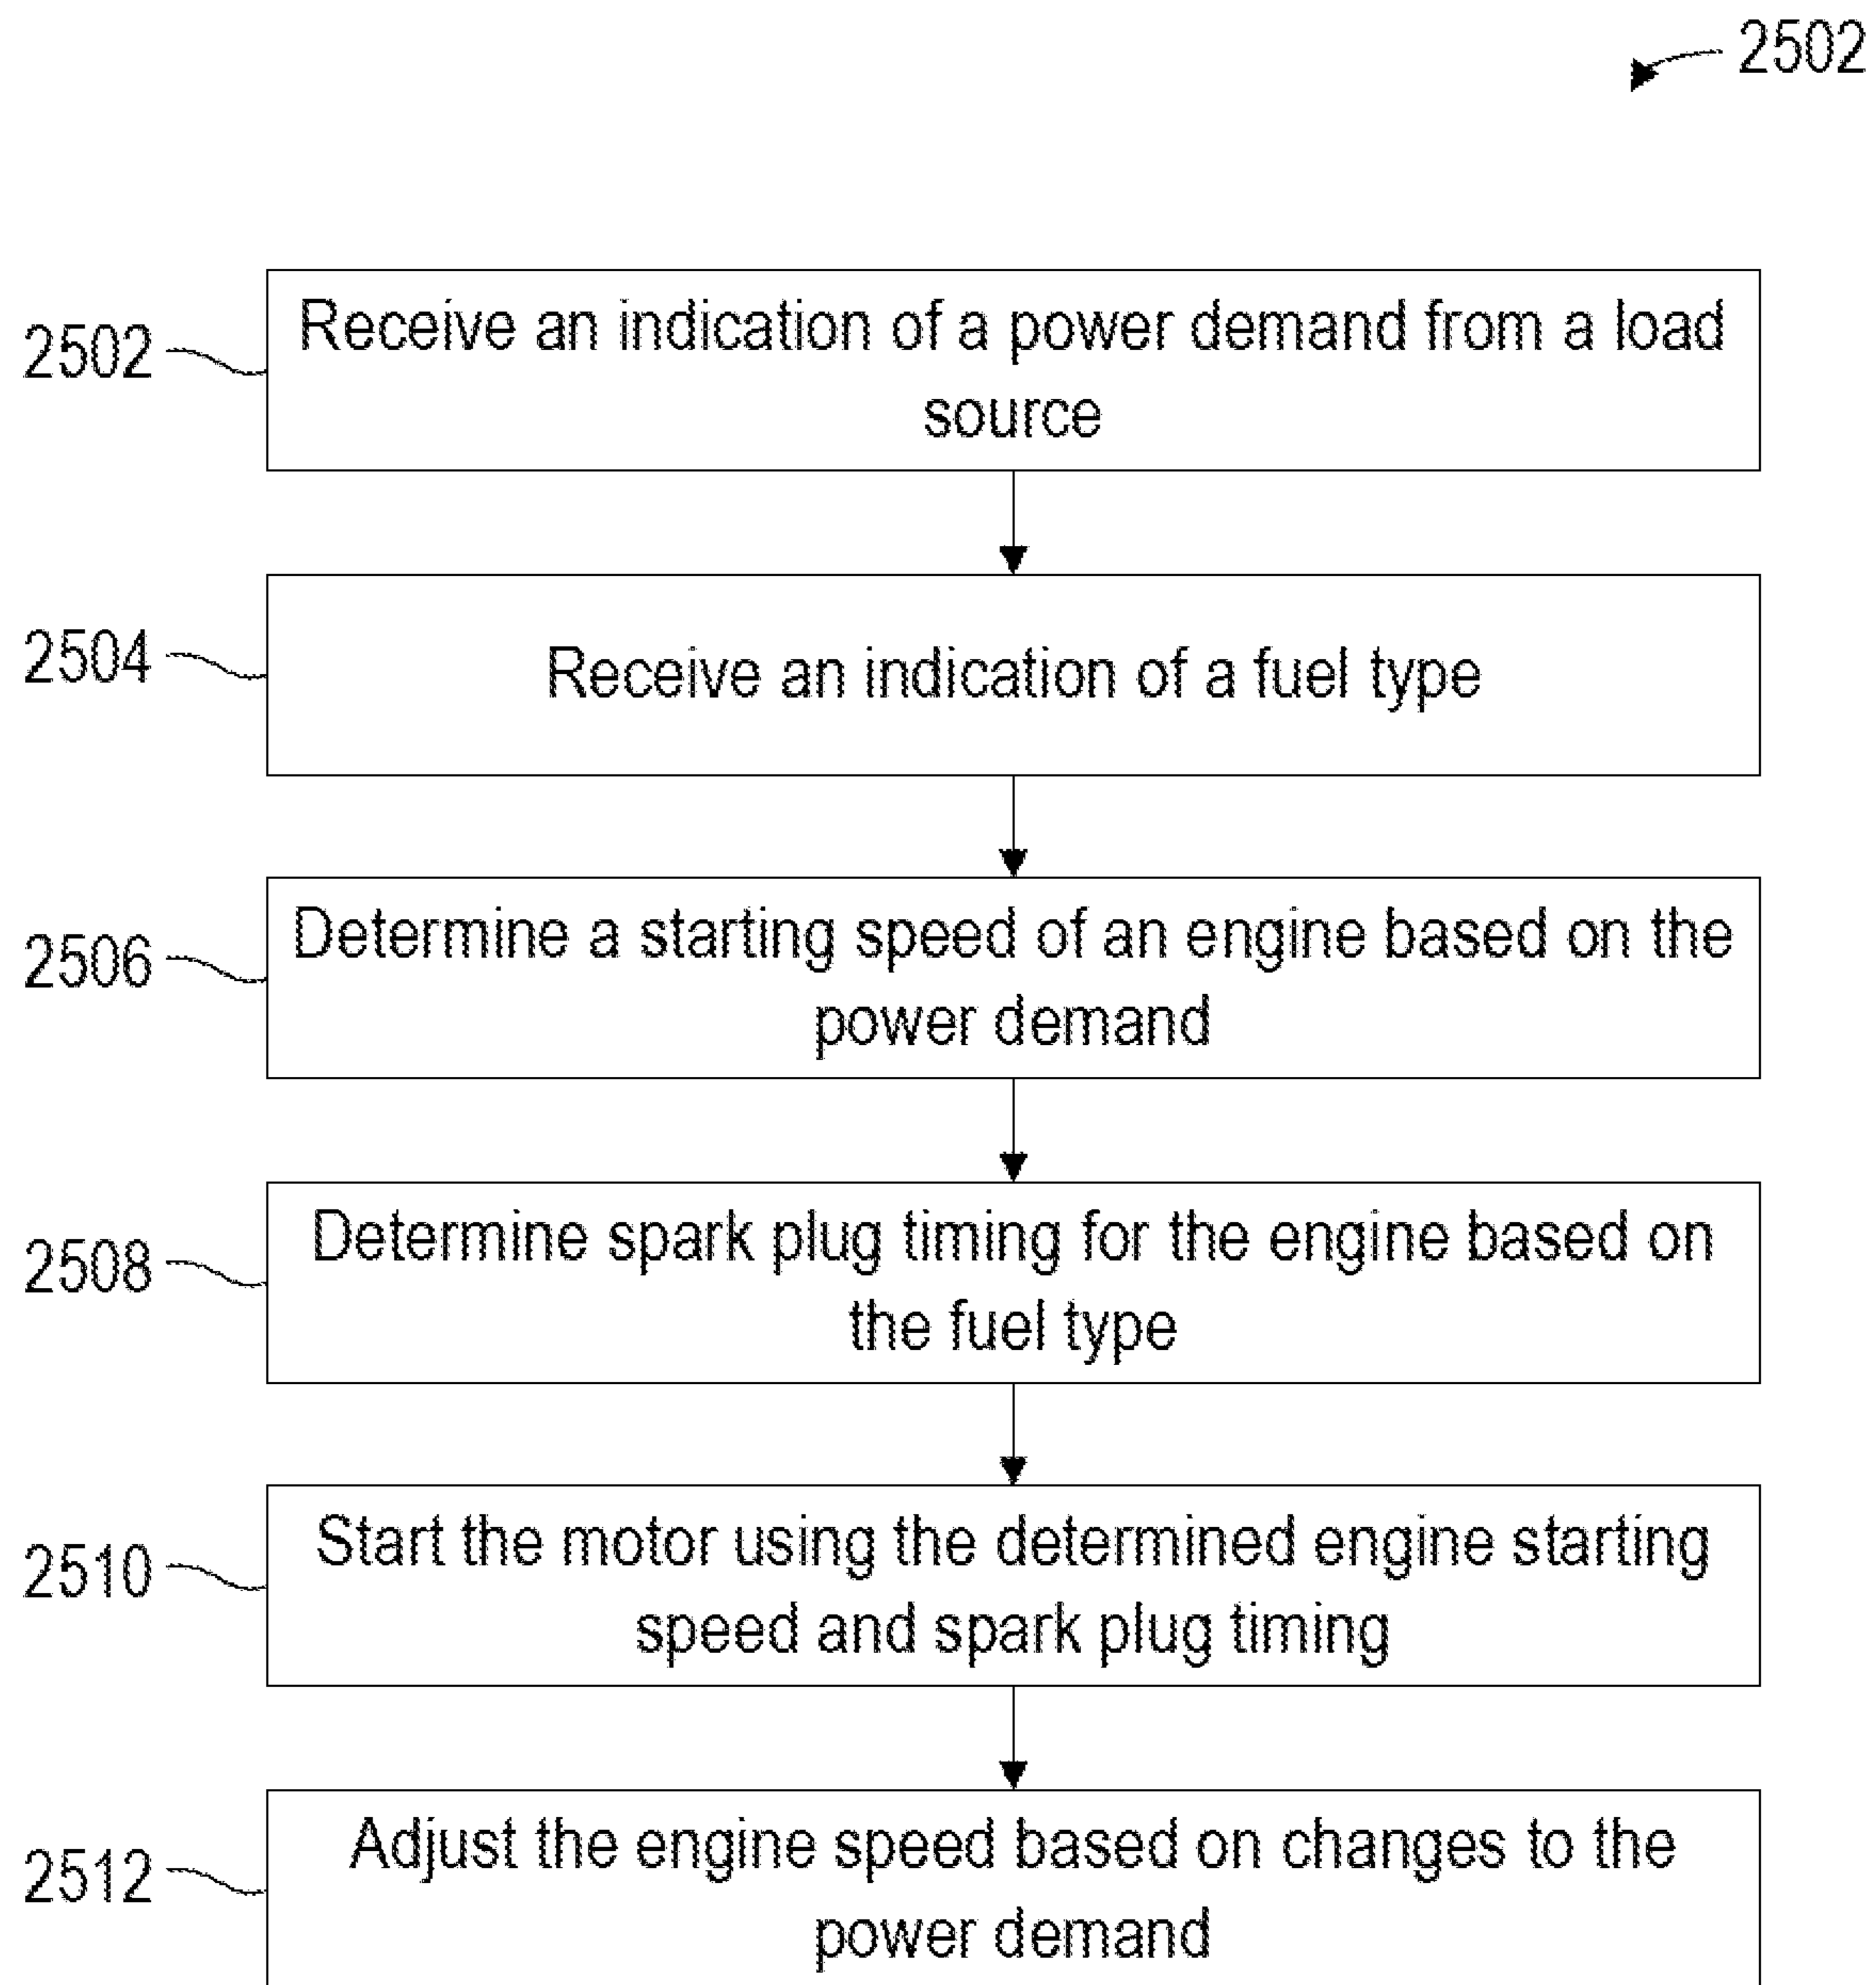 2502
2502
Receive an indication of a power demand from a load
source
2504
Receive an indication of a fuel type
2506
Determine a starting speed of an engine based on the
power demand
2508
Determine spark plug timing for the engine based on
the fuel type
2510
Start the motor using the determined engine starting
speed and spark plug timing
2512
Adjust the engine speed based on changes to the
power demand